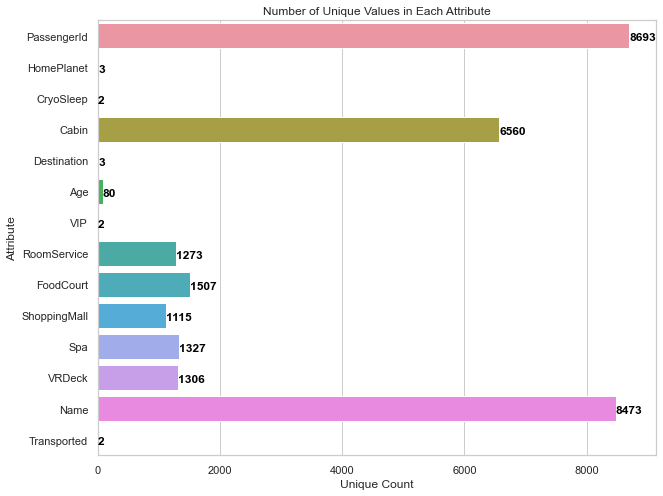 Number of Unique Values in Each Attribute
PassengerId 8693
HomePlanet 3
CryoSleep 2
Cabin 6560
Destination 3
Age 80
VIP 2
RoomService 1273
FoodCourt 1507
ShoppingMall 1115
Spa 1327
VRDeck 1306
Name 8473
Transported 2
Attribute
0 2000 4000 6000 8000
Unique Count